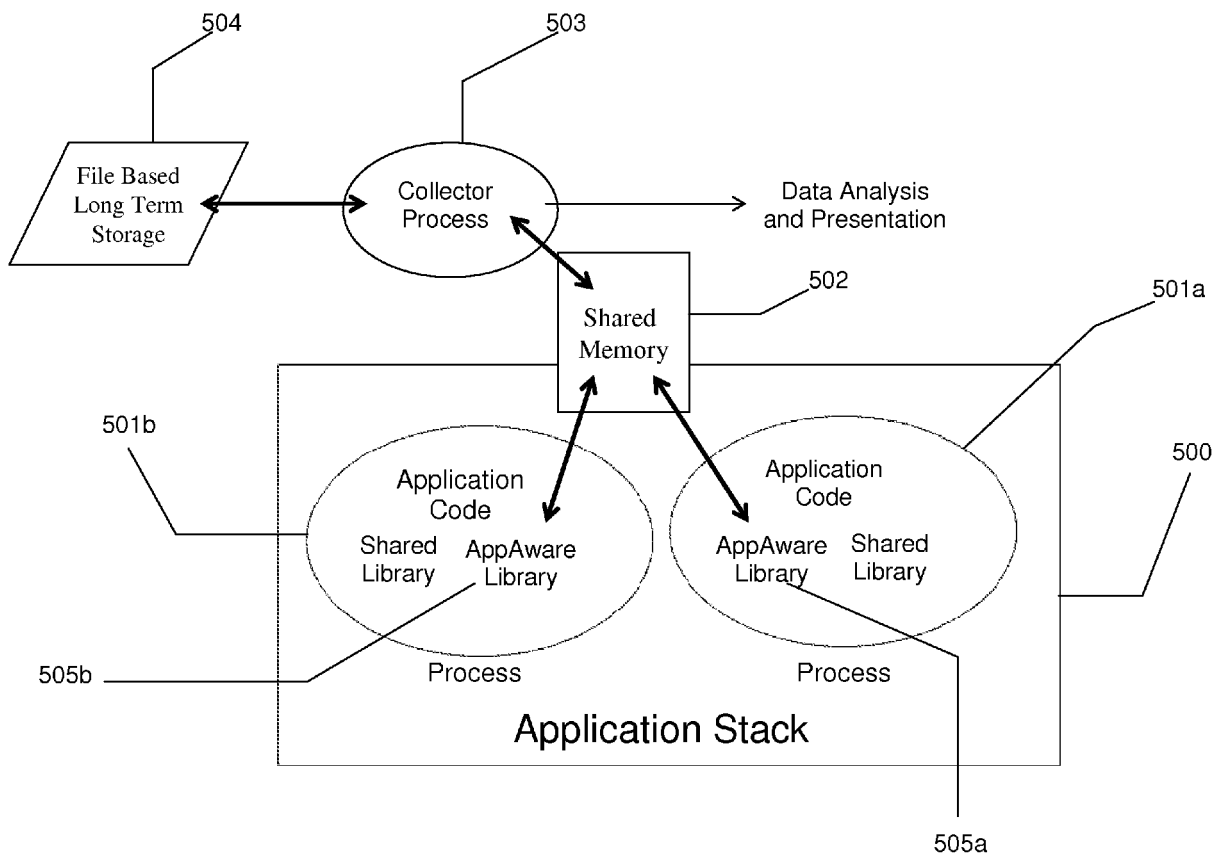 504
503
File Based
Long Term
Storage
Collector
Process
Data Analysis
and Presentation
502
501a
Shared
Memory
501b
500
Application
Code
Shared
Library
AppAware
Library
Process
Application
Code
AppAware
Library
Shared
Library
Process
505b
Application Stack
505a